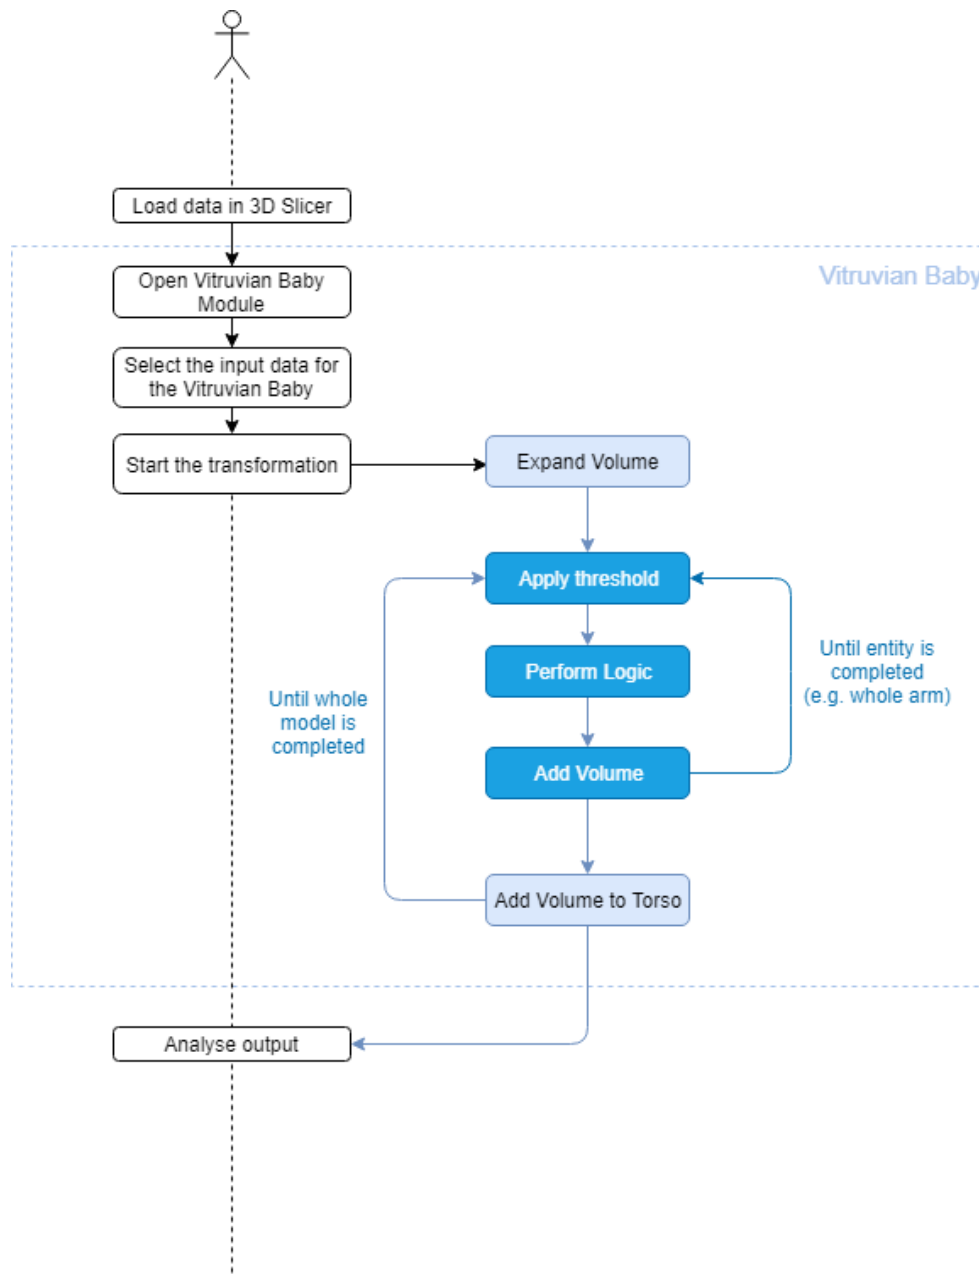 Load data in 3D Slicer
Vitruvian Baby
Open Vitruvian Baby
Module
Select the input data for
the Vitruvian Baby
Start the transformation
Expand Volume
Apply threshold
Until entity is
completed
(e.g. whole arm)
Perform Logic
Until whole
model is
completed
Add Volume
Add Volume to Torso
Analyse output